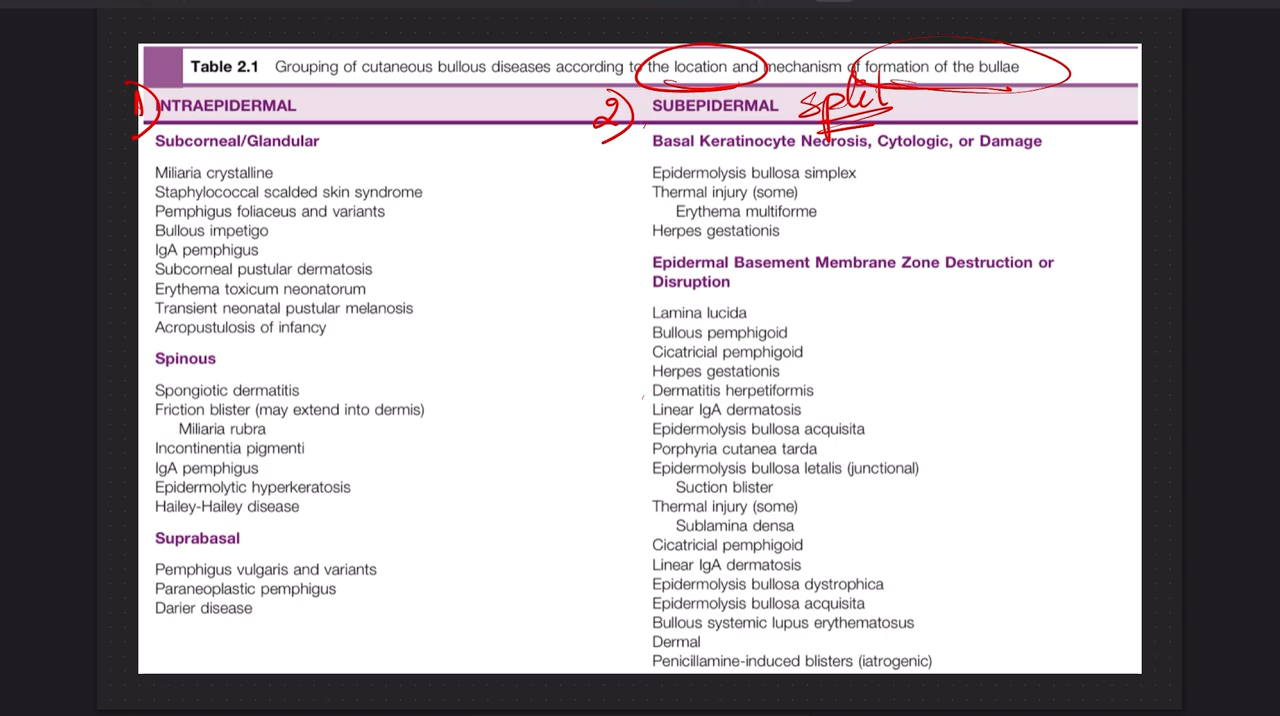 Table 2.1 Grouping of cutaneous bullous diseases according to the location and mechanism of formation of the bullae
1) INTRAEPIDERMAL
Subcorneal/Glandular
Miliaria crystalline
Staphylococcal scalded skin syndrome
Pemphigus foliaceus and variants
Bullous impetigo
IgA pemphigus
Subcorneal pustular dermatosis
Erythema toxicum neonatorum
Transient neonatal pustular melanosis
Acropustulosis of infancy
Spinous
Spongiotic dermatitis
Friction blister (may extend into dermis)
Miliaria rubra
Incontinentia pigmenti
IgA pemphigus
Epidermolytic hyperkeratosis
Hailey-Hailey disease
Suprabasal
Pemphigus vulgaris and variants
Paraneoplastic pemphigus
Darier disease
2) SUBEPIDERMAL split
Basal Keratinocyte Necrosis, Cytologic, or Damage
Epidermolysis bullosa simplex
Thermal injury (some)
Erythema multiforme
Herpes gestationis
Epidermal Basement Membrane Zone Destruction or
Disruption
Lamina lucida
Bullous pemphigoid
Cicatricial pemphigoid
Herpes gestationis
Dermatitis herpetiformis
Linear IgA dermatosis
Epidermolysis bullosa acquisita
Porphyria cutanea tarda
Epidermolysis bullosa letalis (junctional)
Suction blister
Thermal injury (some)
Sublamina densa
Cicatricial pemphigoid
Linear IgA dermatosis
Epidermolysis bullosa dystrophica
Epidermolysis bullosa acquisita
Bullous systemic lupus erythematosus
Dermal
Penicillamine-induced blisters (iatrogenic)